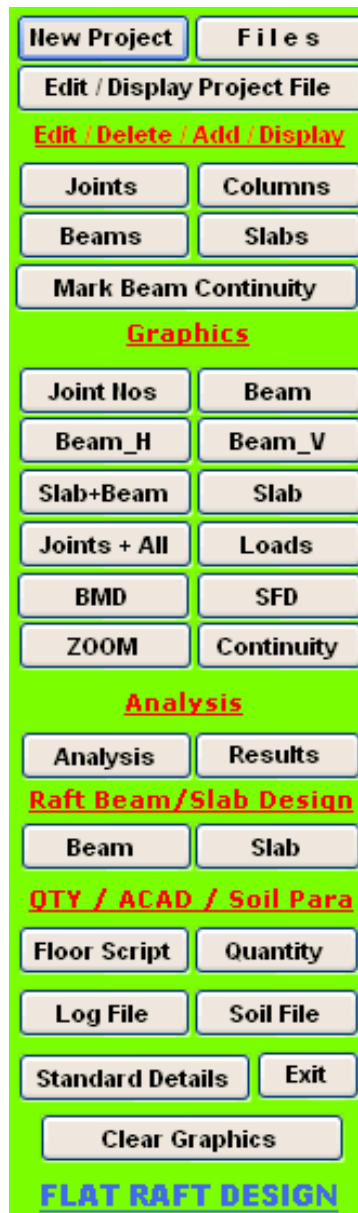 New Project Files
Edit / Display Project File
Edit / Delete / Add / Display
Joints Columns
Beams Slabs
Mark Beam Continuity
Graphics
Joint Nos Beam
Beam_H Beam_V
Slab+Beam Slab
Joints + All Loads
BMD SFD
ZOOM Continuity
Analysis
Analysis Results
Raft Beam/Slab Design
Beam Slab
QTY / ACAD / Soil Para
Floor Script Quantity
Log File Soil File
Standard Details Exit
Clear Graphics
FLAT RAFT DESIGN